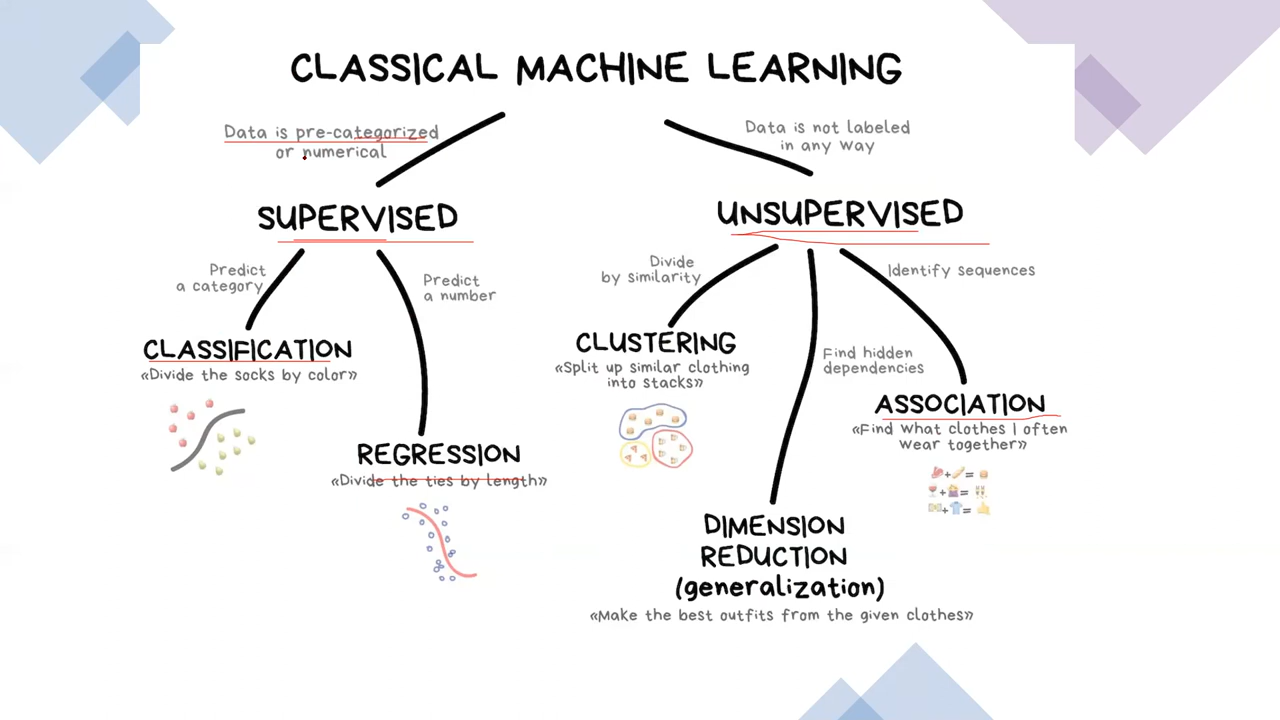 CLASSICAL MACHINE LEARNING
Data is pre-categorized
or numerical
Data is not labeled
in any way
SUPERVISED
UNSUPERVISED
Predict
a category
Predict
a number
Divide
by similarity
Identify sequences
CLASSIFICATION
«Divide the socks by color»
CLUSTERING
«Split up similar clothing
into stacks»
Find hidden
dependencies
ASSOCIATION
«Find what clothes I often
wear together»
REGRESSION
«Divide the ties by length»
+ =
+ =
+ =
DIMENSION
REDUCTION
(generalization)
«Make the best outfits from the given clothes»